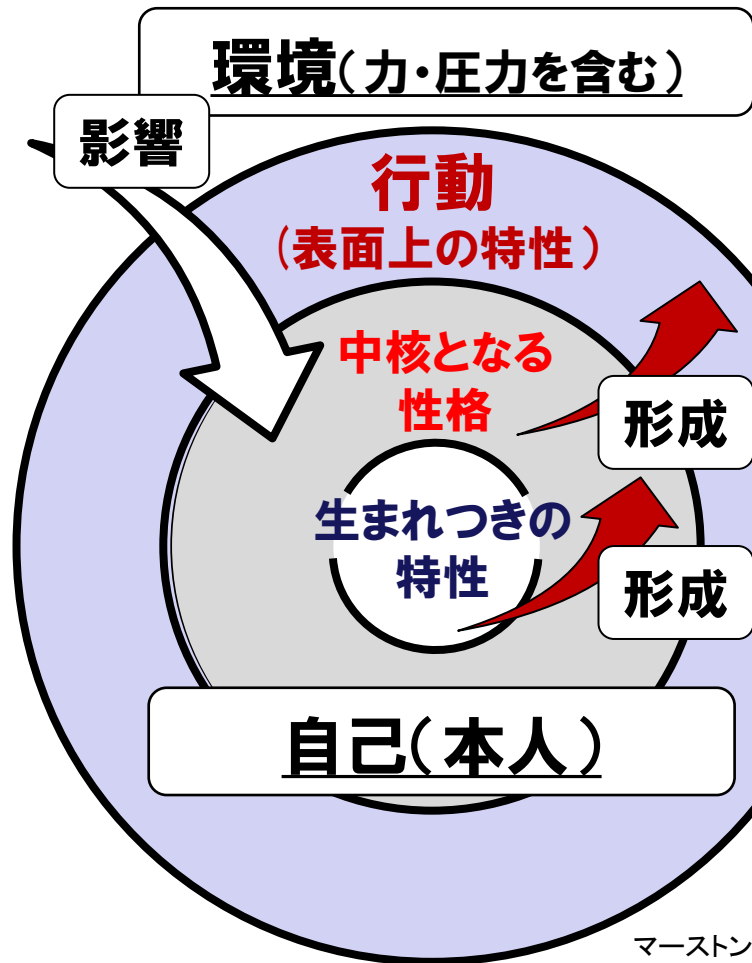 環境(力・圧力を含む)
影響
行動
(表面上の特性)
中核となる
性格
形成
生まれつきの
特性
形成
自己(本人)
マーストン